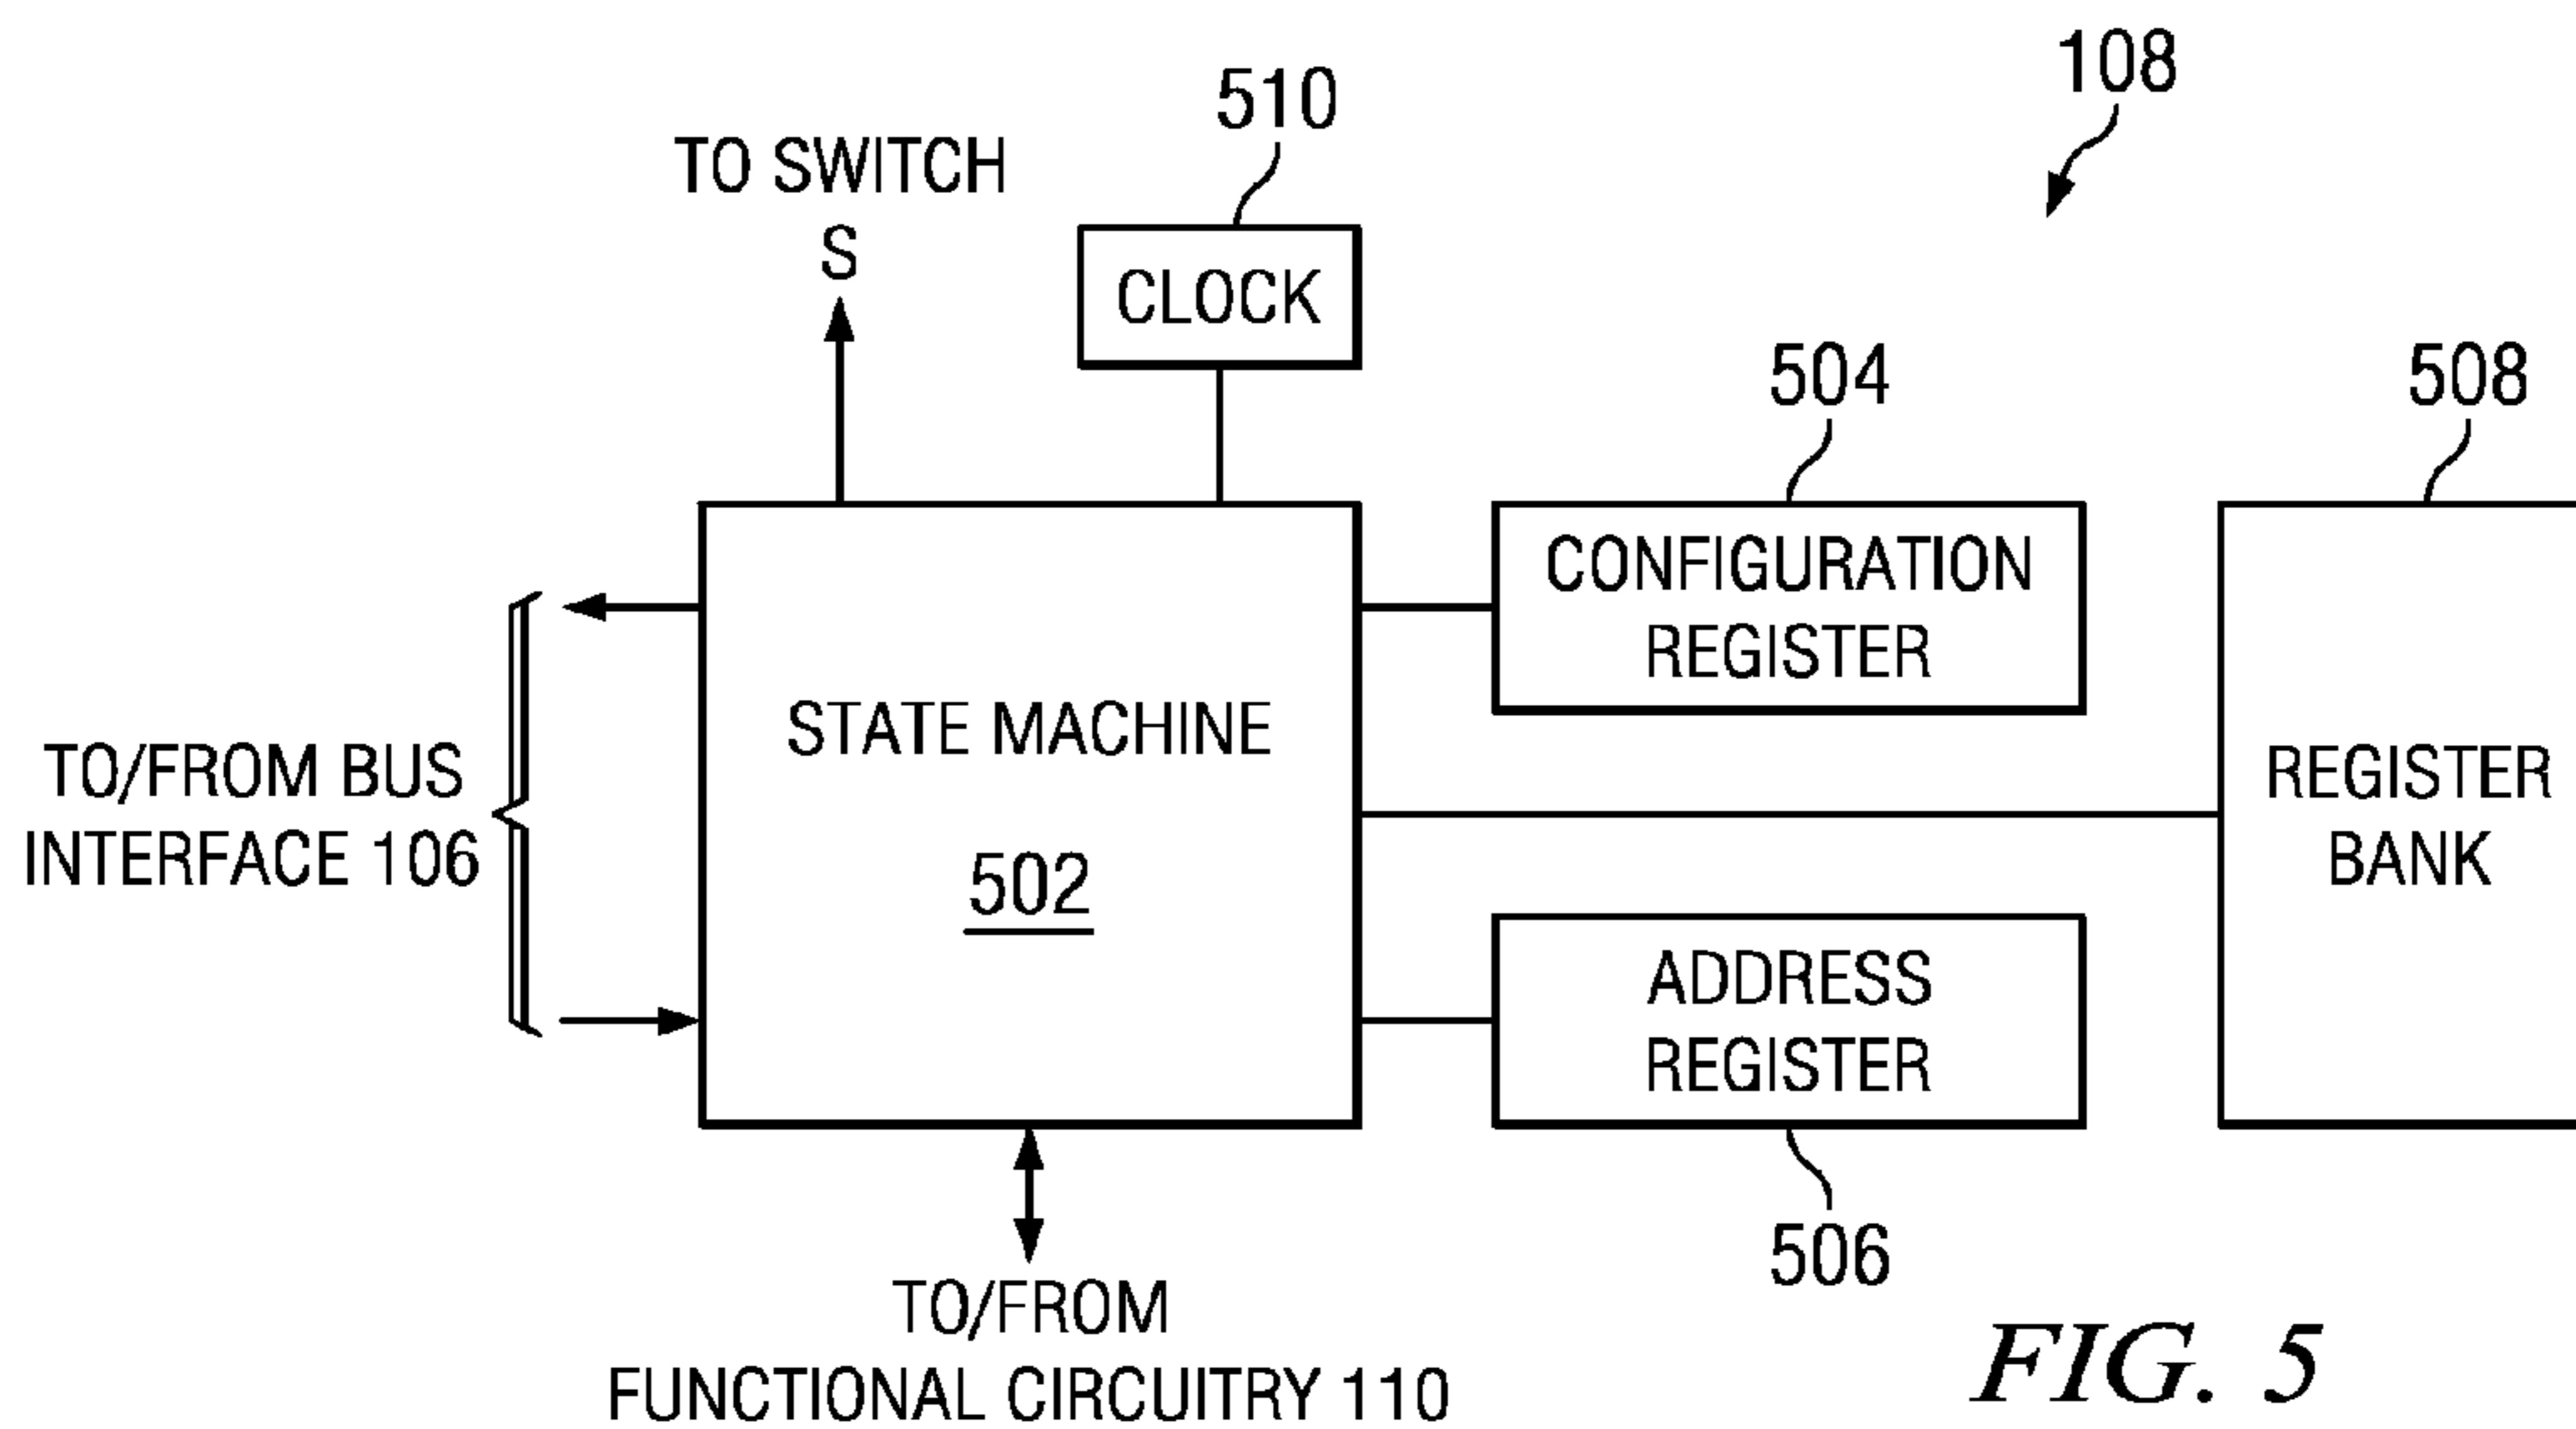 108
510
TO SWITCH
S
CLOCK
504
508
CONFIGURATION
REGISTER
STATE MACHINE
502
TO/FROM BUS
INTERFACE 106
REGISTER
BANK
ADDRESS
REGISTER
506
TO/FROM
FUNCTIONAL CIRCUITRY 110
FIG. 5